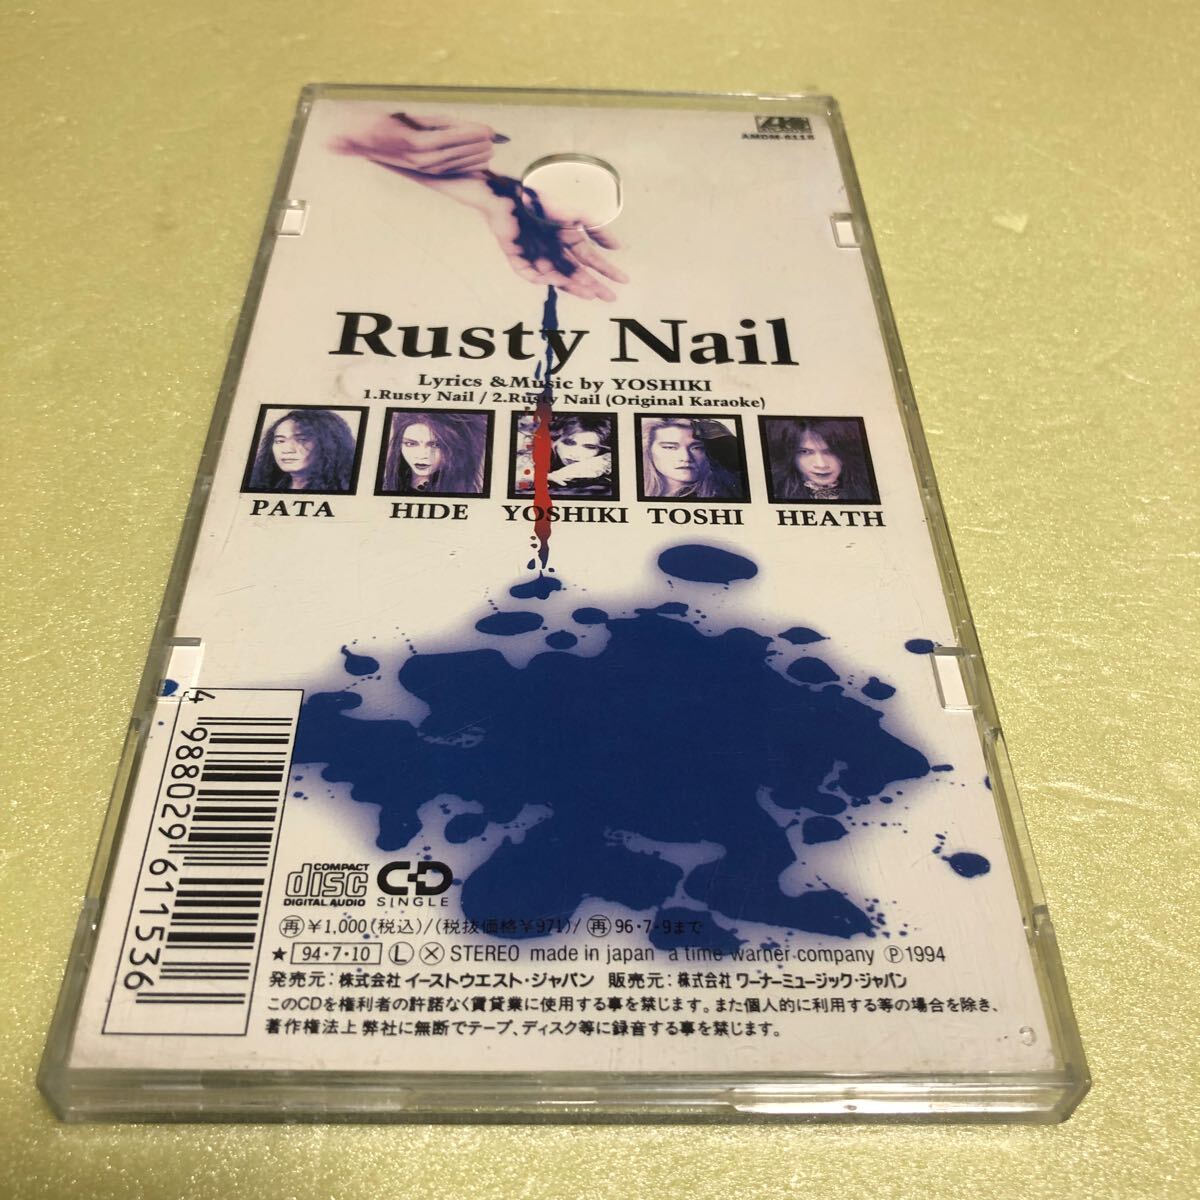 AMDM-6118
Rusty Nail
Lyrics &Music by YOSHIKI
1.Rusty Nail / 2.Rusty Nail (Original Karaoke)
PATA HIDE YOSHIKI TOSHI HEATH
4 988029 611536
COMPACT disc DIGITAL AUDIO CD SINGLE
再¥1,000(税込)/(税抜価格¥971)/再96・7・9まで
★94・7・10 L X STEREO made in japan a time warner company Ⓟ1994
発売元:株式会社イーストウエスト・ジャパン 販売元:株式会社ワーナーミュージック・ジャパン
このCDを権利者の許諾なく賃貸業に使用する事を禁じます。また個人的に利用する等の場合を除き、
著作権法上弊社に無断でテープ、ディスク等に録音する事を禁じます。